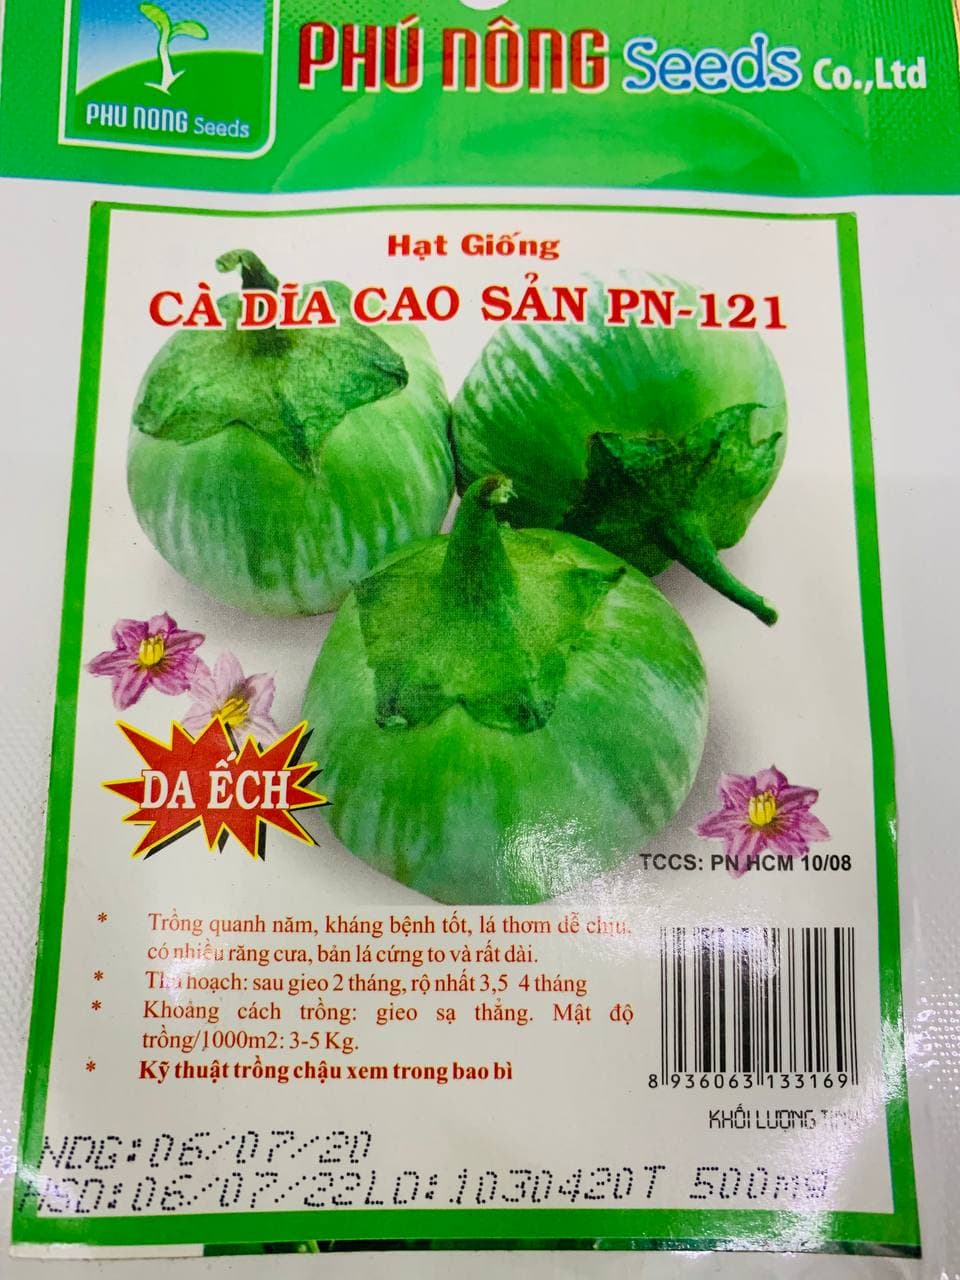 PHÚ NÔNG Seeds Co.,Ltd
PHU NONG Seeds
Hạt Giống
CÀ DĨA CAO SẢN PN-121
DA ẾCH
TCCS: PN HCM 10/08
* Trồng quanh năm, kháng bệnh tốt, lá thơm dễ chịu,
có nhiều răng cưa, bản lá cứng to và rất dài.
* Thu hoạch: sau gieo 2 tháng, rộ nhất 3,5 4 tháng
* Khoảng cách trồng: gieo sạ thẳng. Mật độ
trồng/1000m2: 3-5 Kg.
* Kỹ thuật trồng chậu xem trong bao bì
8 936063 133169
KHỐI LƯỢNG TỊNH
NDG:06/07/20
HSD:06/07/22LO:1030420T 500mg